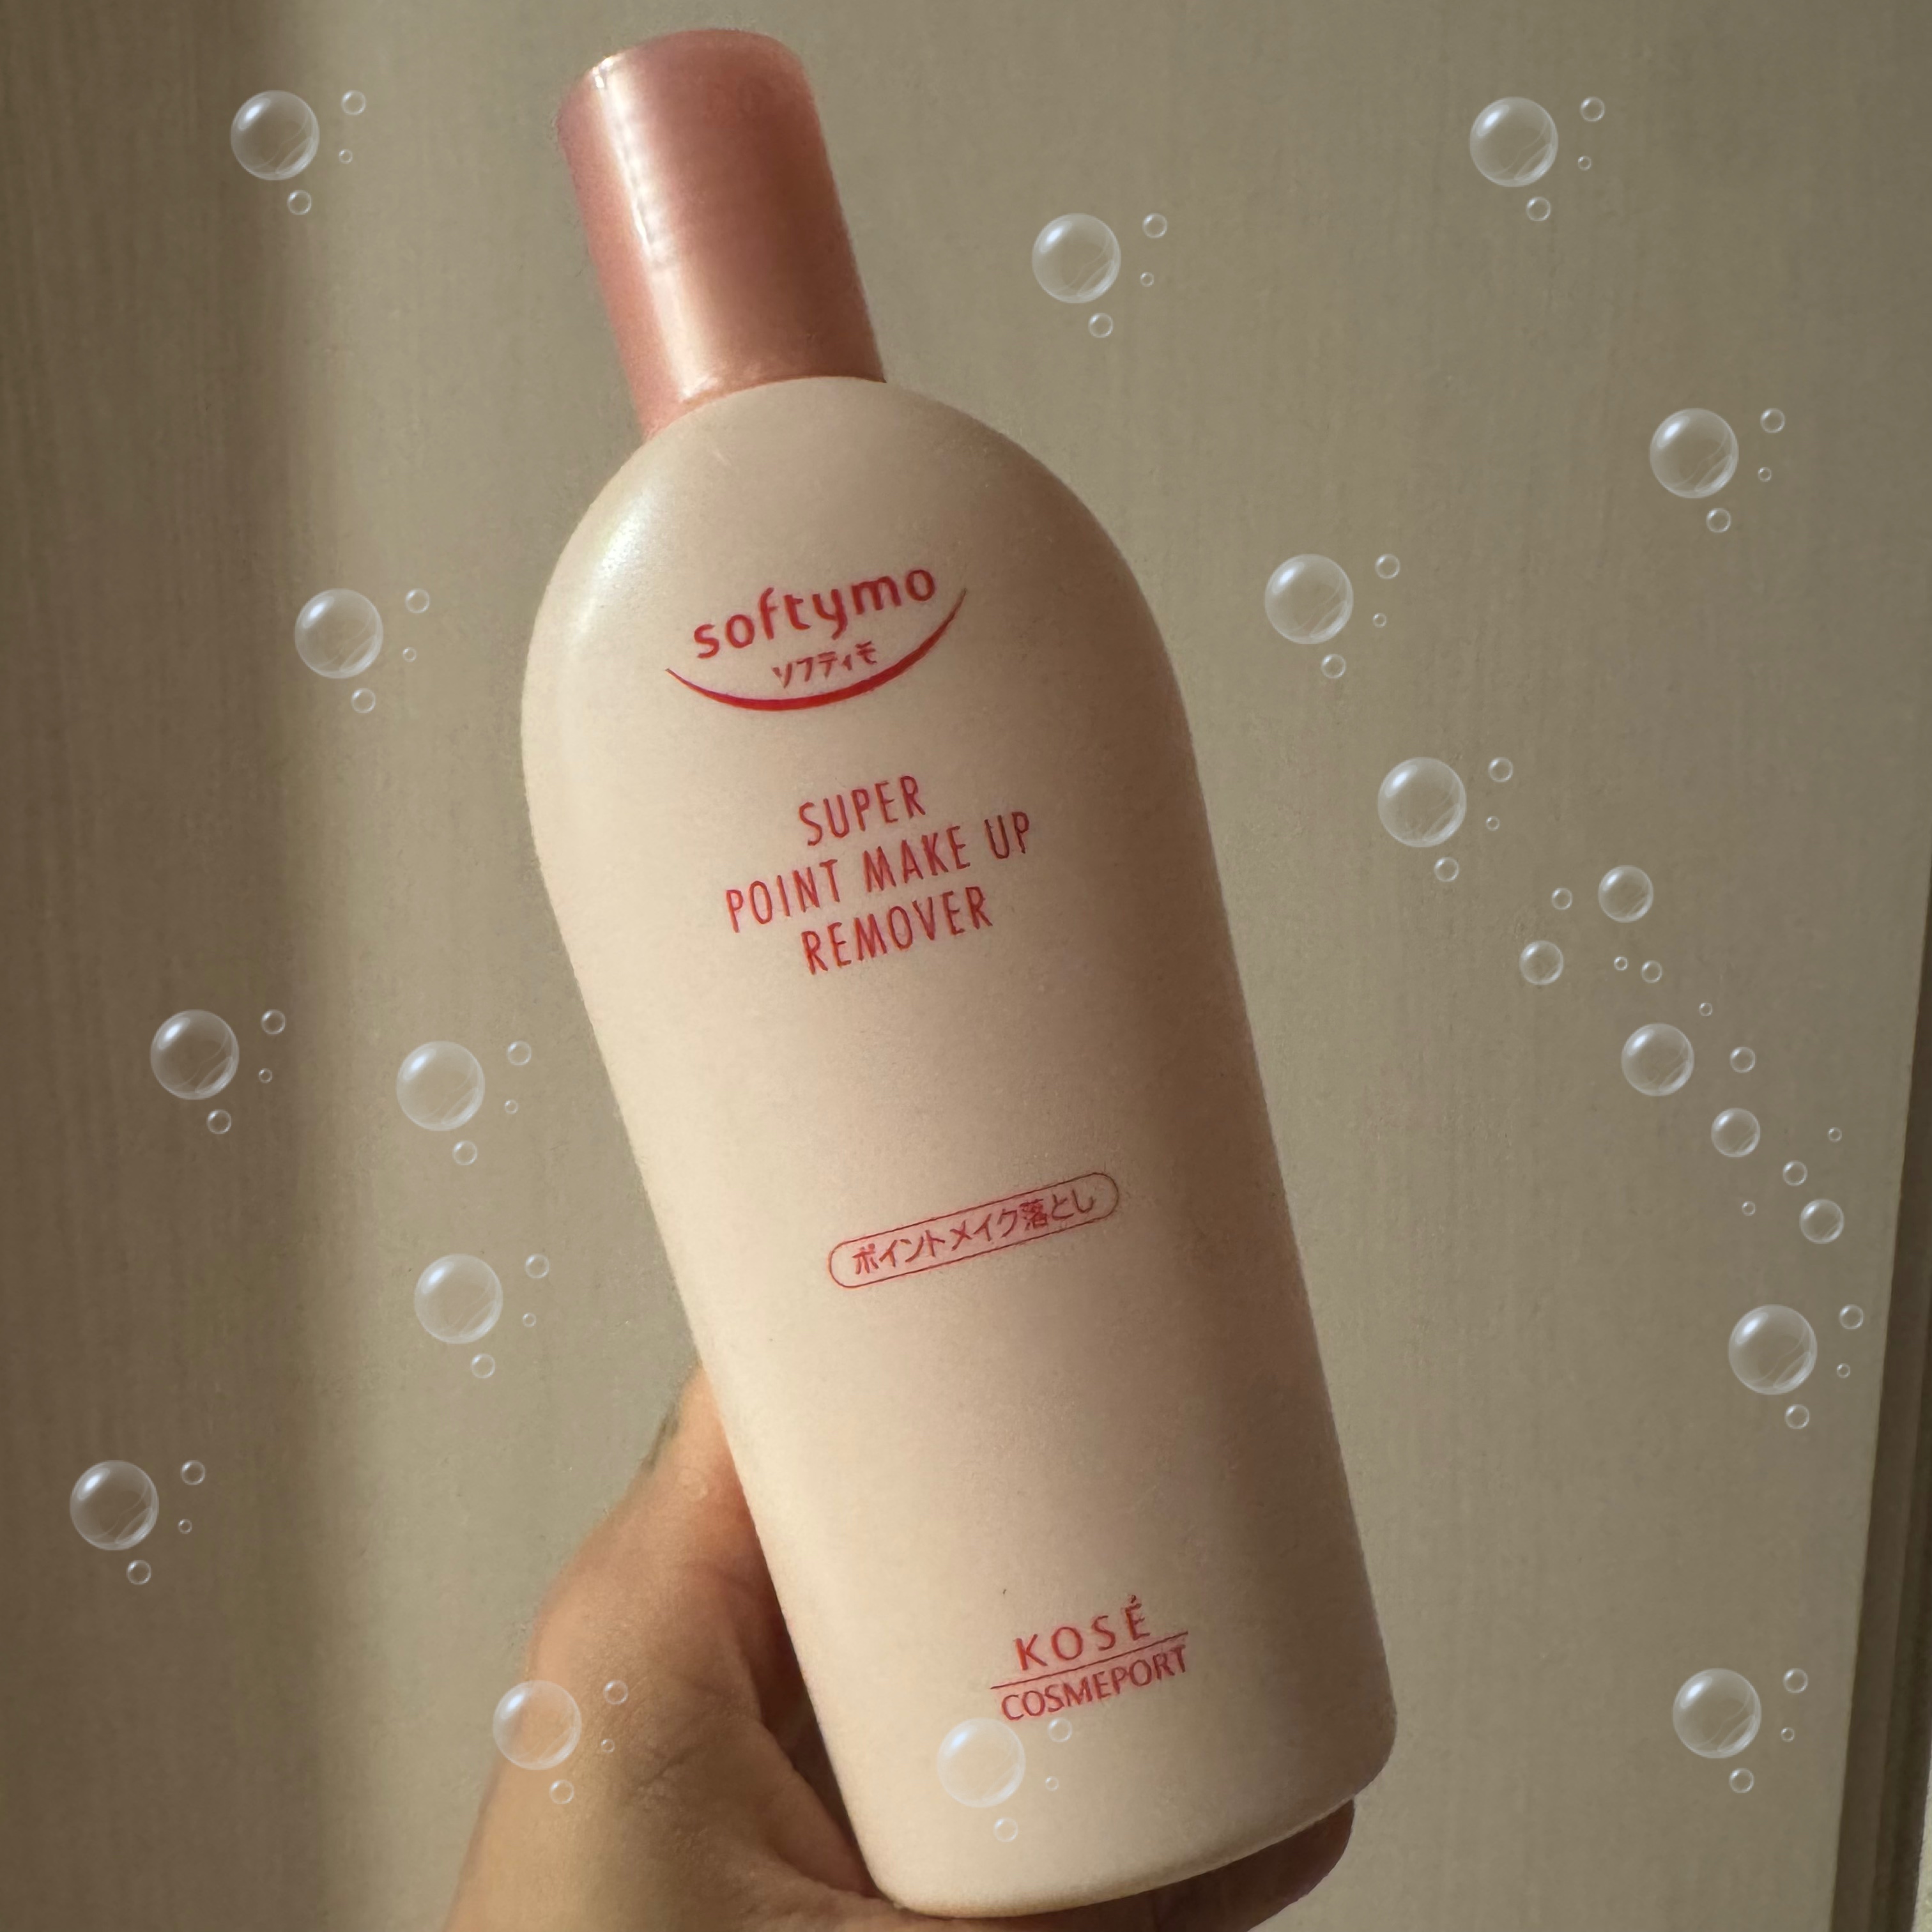 softymo
ソフティモ
SUPER
POINT MAKE UP
REMOVER
ポイントメイク落とし
KOSÉ
COSMEPORT